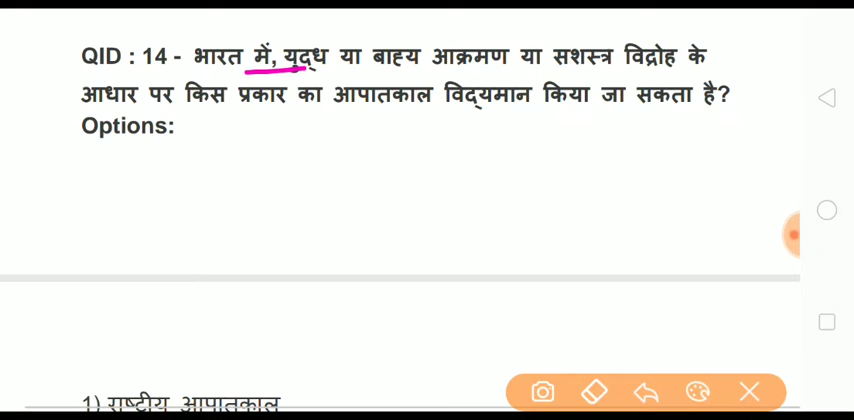 QID : 14 - भारत में, युद्ध या बाह्य आक्रमण या सशस्त्र विद्रोह के
आधार पर किस प्रकार का आपातकाल विद्यमान किया जा सकता है?
Options:
1) राष्ट्रीय आपातकाल